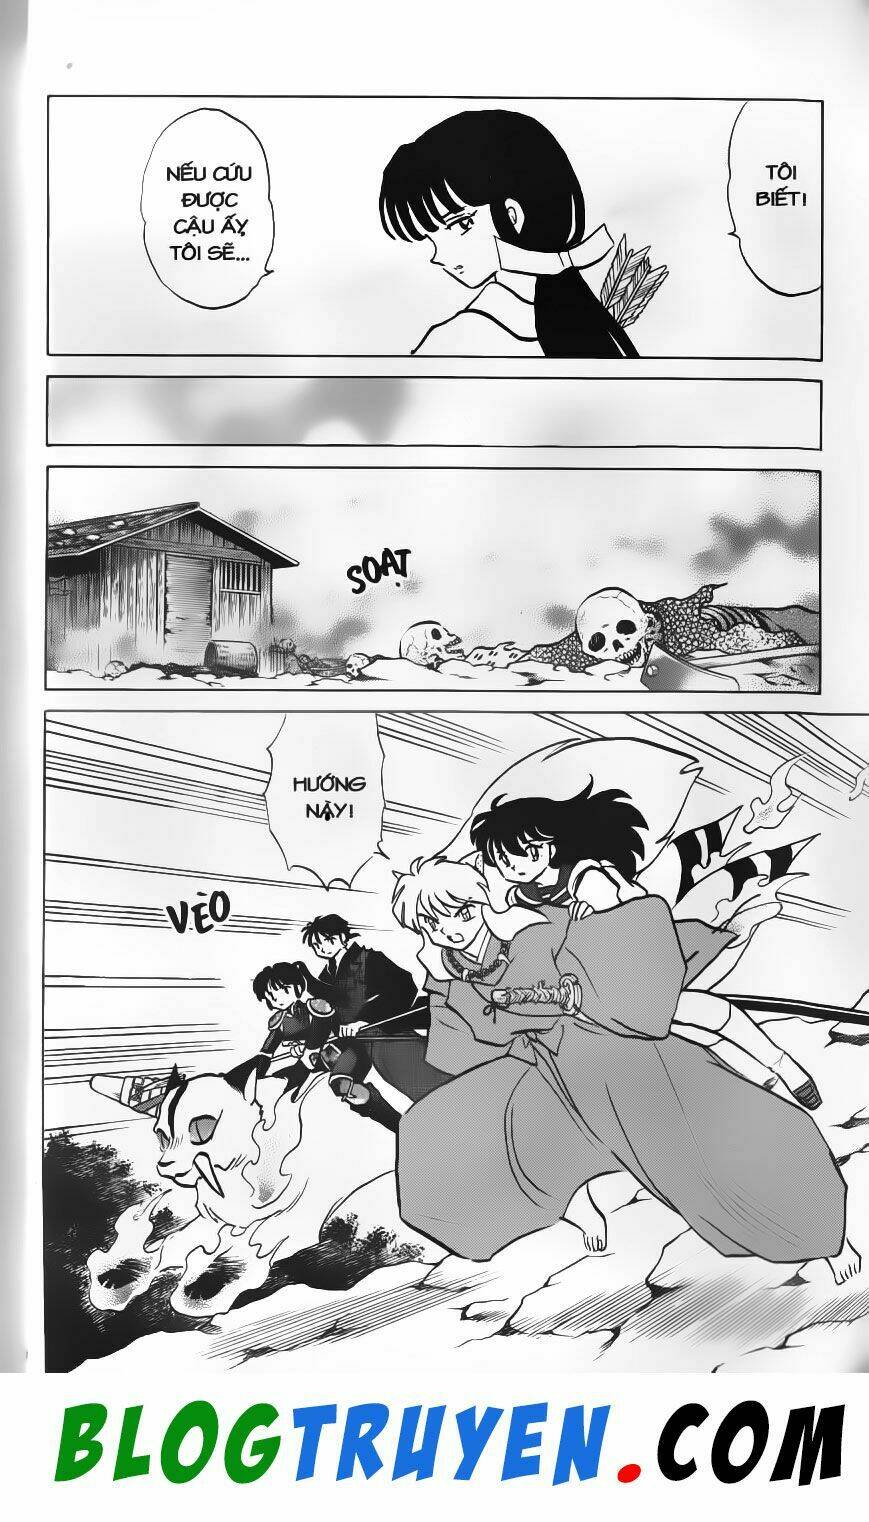 TÔI
BIẾT!
NẾU CỨU
ĐƯỢC
CẬU ẤY,
TÔI SẼ...
SOẠT
HƯỚNG
NÀY!
VÈO
BLOGTRUYEN.COM